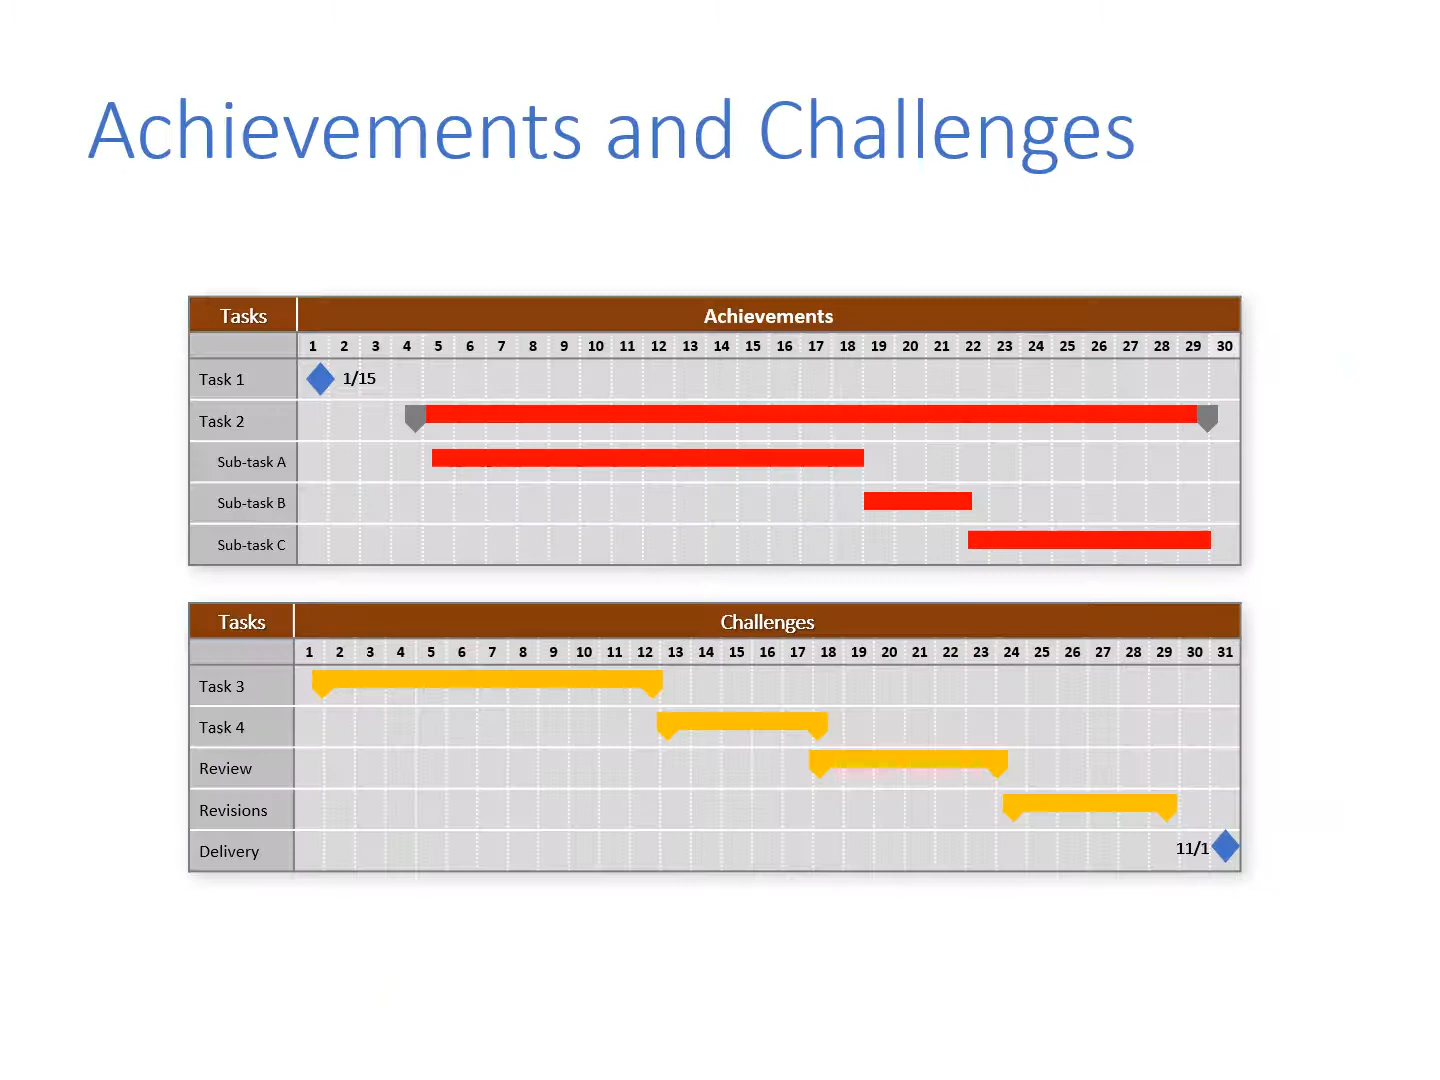 Achievements and Challenges
Tasks Achievements
1 2 3 4 5 6 7 8 9 10 11 12 13 14 15 16 17 18 19 20 21 22 23 24 25 26 27 28 29 30
Task 1 1/15
Task 2
Sub-task A
Sub-task B
Sub-task C
Tasks Challenges
1 2 3 4 5 6 7 8 9 10 11 12 13 14 15 16 17 18 19 20 21 22 23 24 25 26 27 28 29 30 31
Task 3
Task 4
Review
Revisions
Delivery 11/1